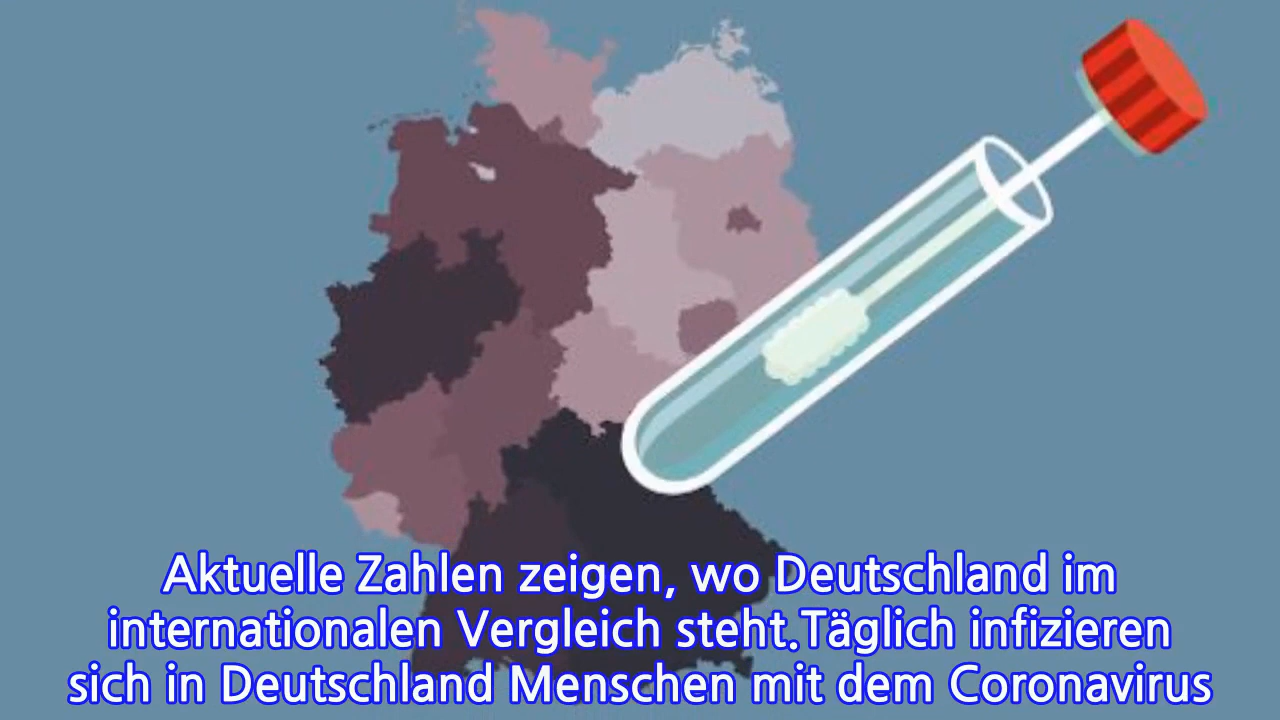 Aktuelle Zahlen zeigen, wo Deutschland im
internationalen Vergleich steht.Täglich infizieren
sich in Deutschland Menschen mit dem Coronavirus